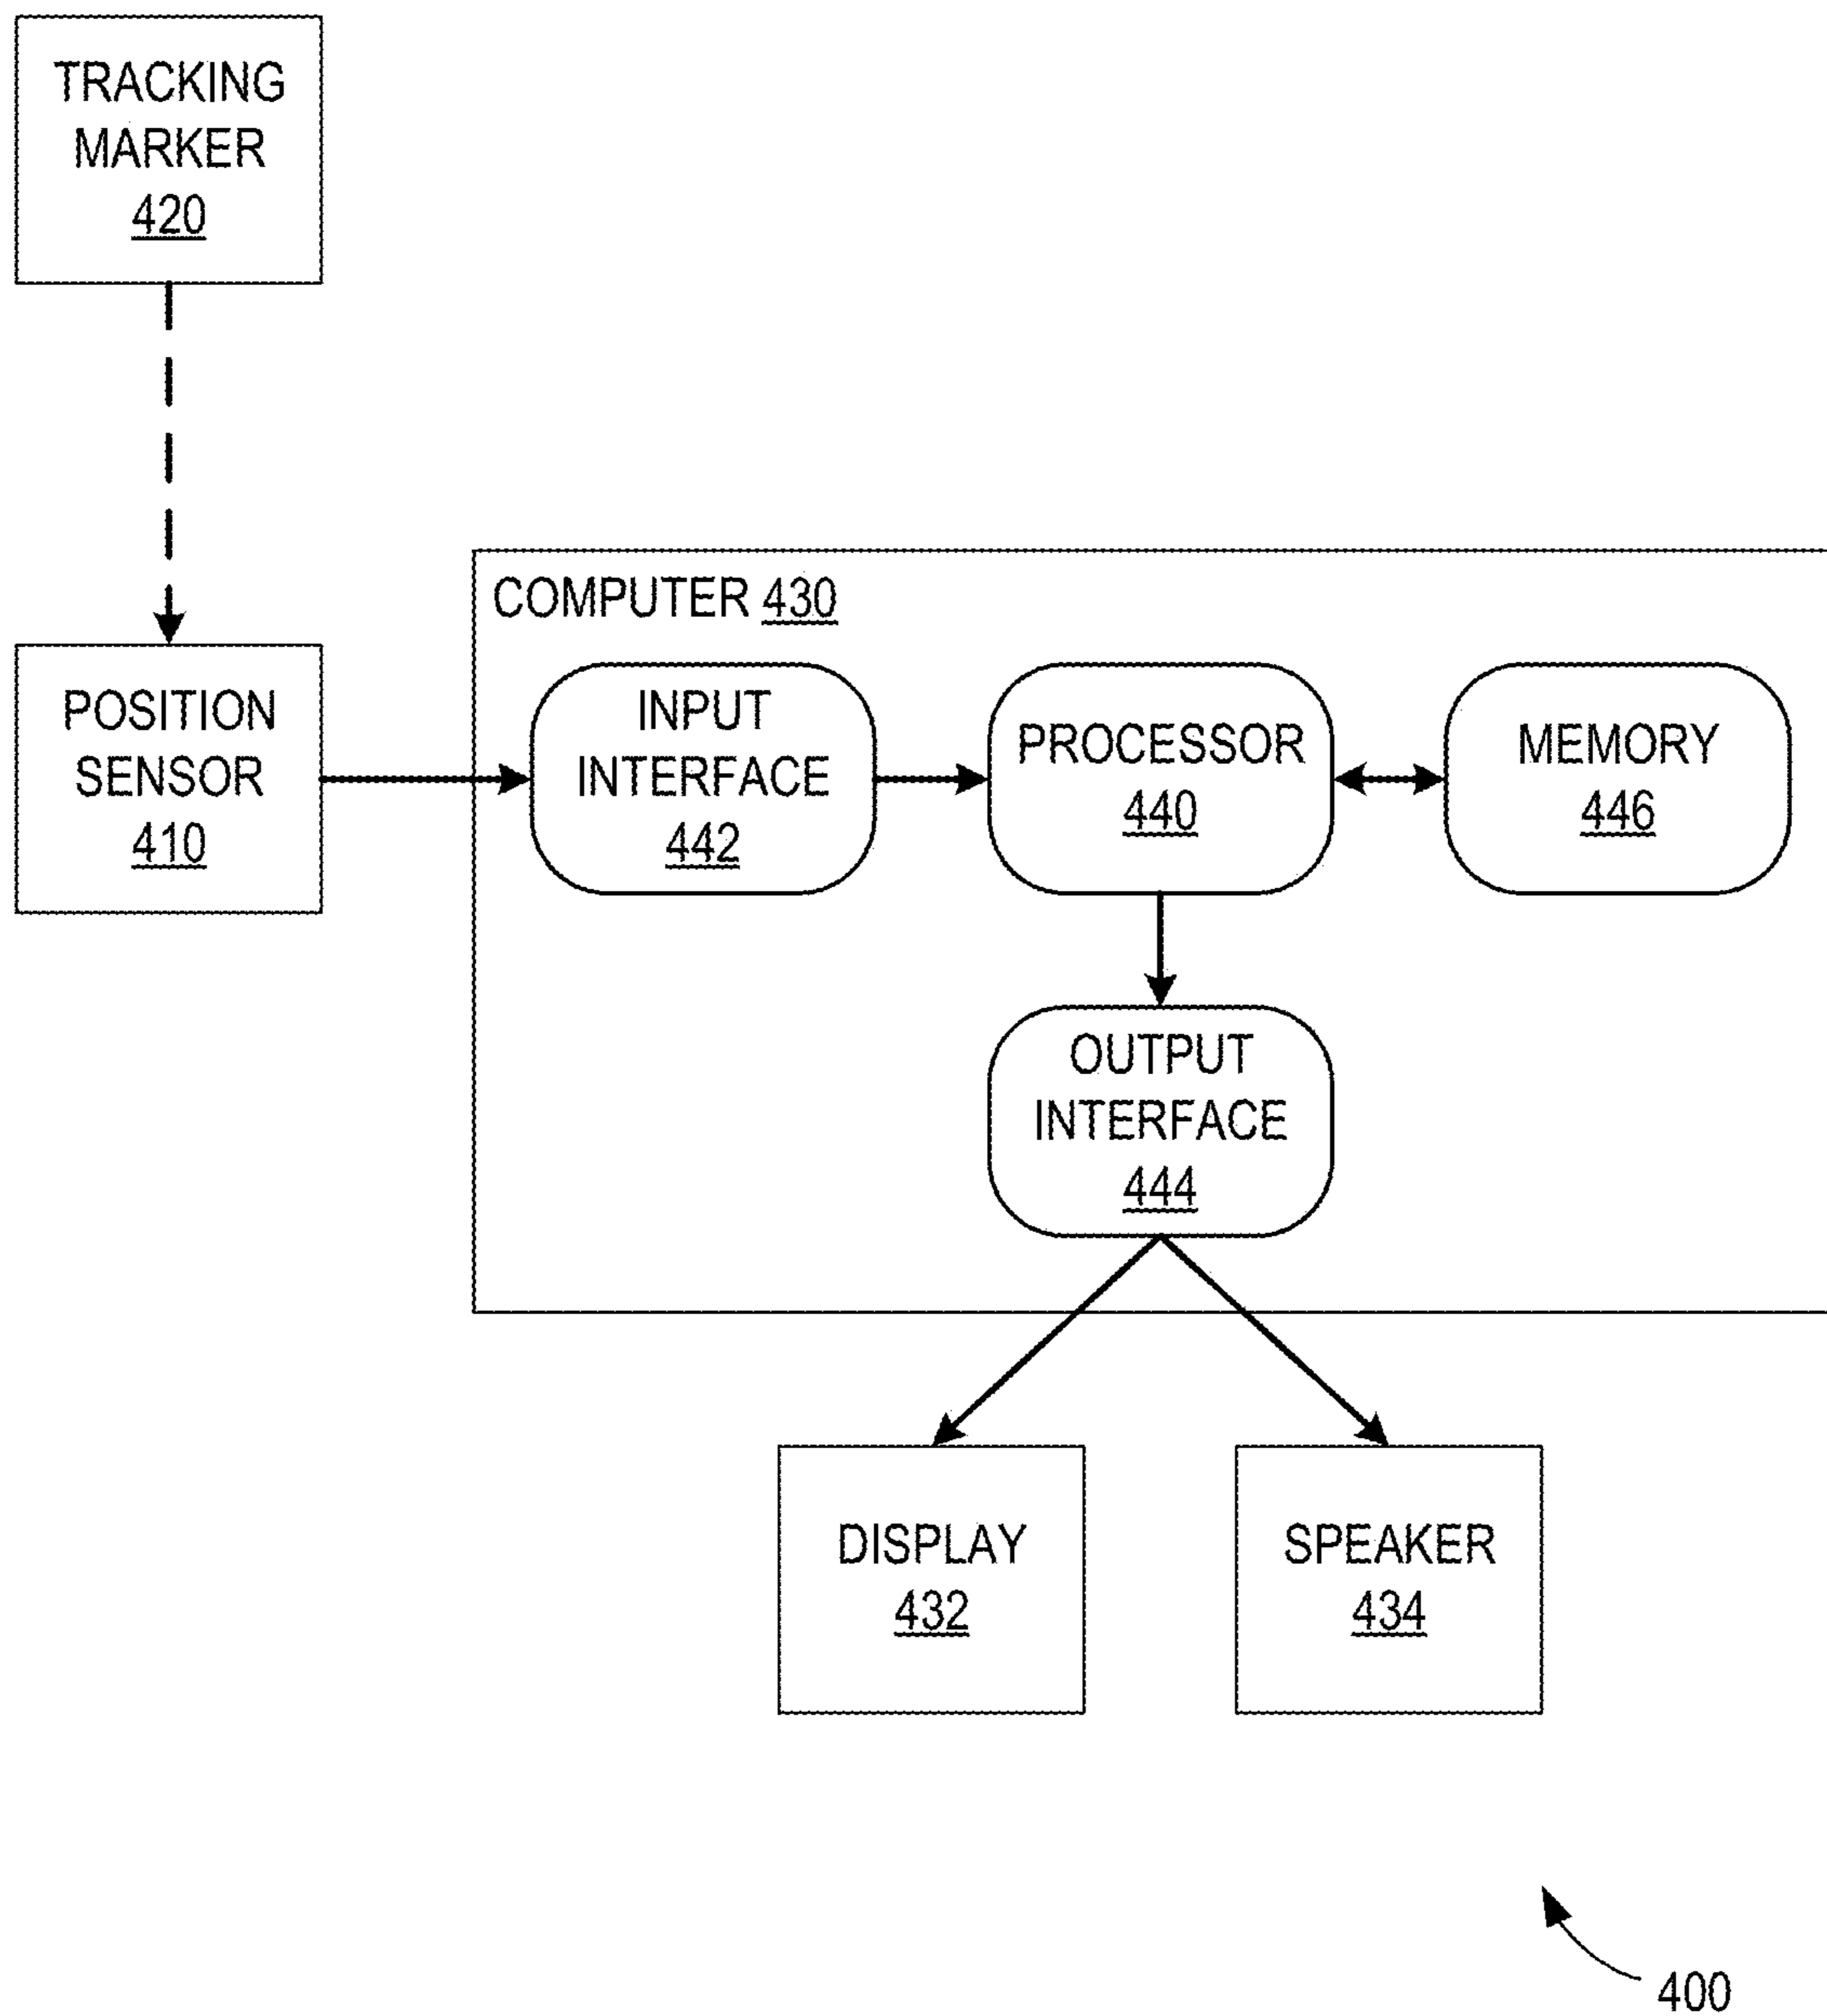 TRACKING
MARKER
420
COMPUTER 430
POSITION
SENSOR
410
INPUT
INTERFACE
442
PROCESSOR
440
MEMORY
446
OUTPUT
INTERFACE
444
DISPLAY
432
SPEAKER
434
400